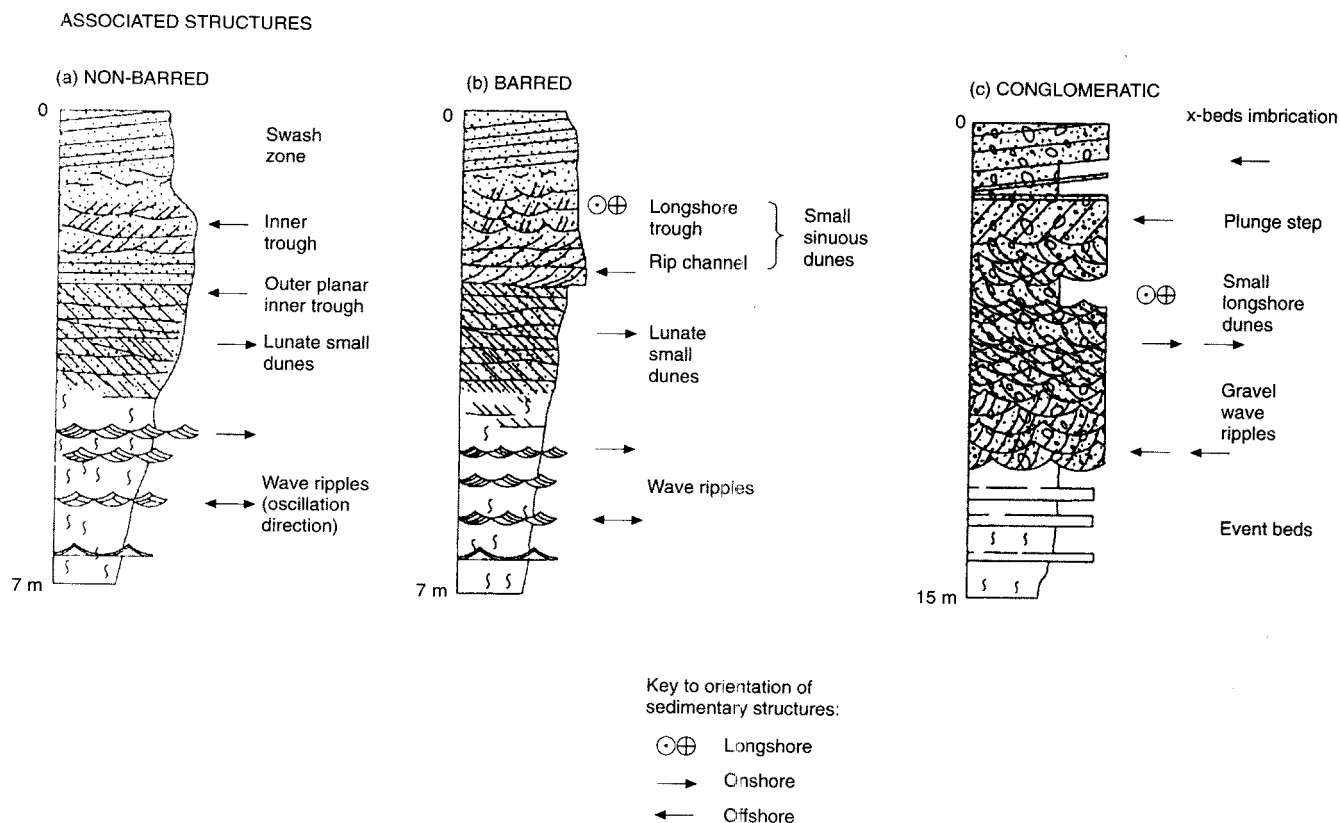 ASSOCIATED STRUCTURES
(a) NON-BARRED
0
Swash
zone
Inner
trough
Outer planar
inner trough
Lunate small
dunes
Wave ripples
(oscillation
direction)
7 m
(b) BARRED
0
Longshore
trough
Rip channel
Small
sinuous
dunes
Lunate
small
dunes
Wave ripples
7 m
(c) CONGLOMERATIC
0
x-beds imbrication
Plunge step
Small
longshore
dunes
Gravel
wave
ripples
Event beds
15 m
Key to orientation of
sedimentary structures:
Longshore
Onshore
Offshore